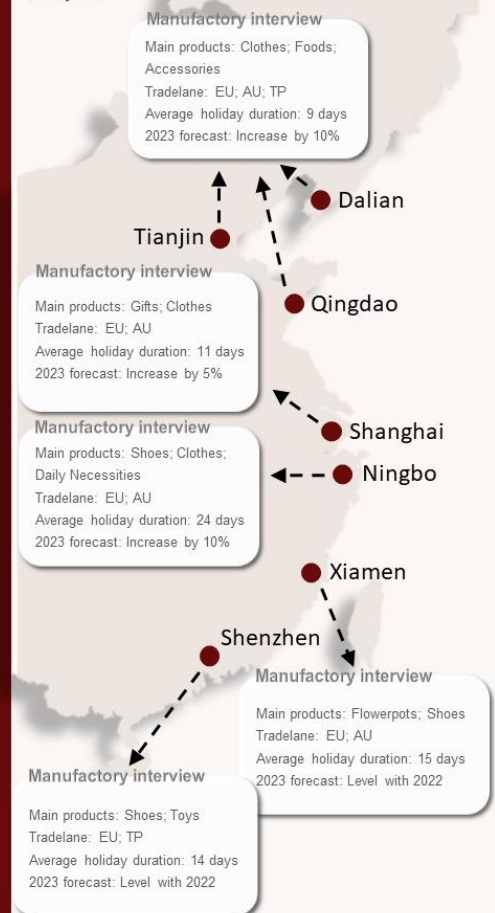 Manufactory interview
Main products: Clothes; Foods;
Accessories
Tradelane: EU; AU; TP
Average holiday duration: 9 days
2023 forecast: Increase by 10%
Dalian
Tianjin
Qingdao
Manufactory interview
Main products: Gifts; Clothes
Tradelane: EU; AU
Average holiday duration: 11 days
2023 forecast: Increase by 5%
Shanghai
Manufactory interview
Main products: Shoes; Clothes;
Daily Necessities
Tradelane: EU; AU
Average holiday duration: 24 days
2023 forecast: Increase by 10%
Ningbo
Xiamen
Shenzhen
Manufactory interview
Main products: Flowerpots; Shoes
Tradelane: EU; AU
Average holiday duration: 15 days
2023 forecast: Level with 2022
Manufactory interview
Main products: Shoes; Toys
Tradelane: EU; TP
Average holiday duration: 14 days
2023 forecast: Level with 2022